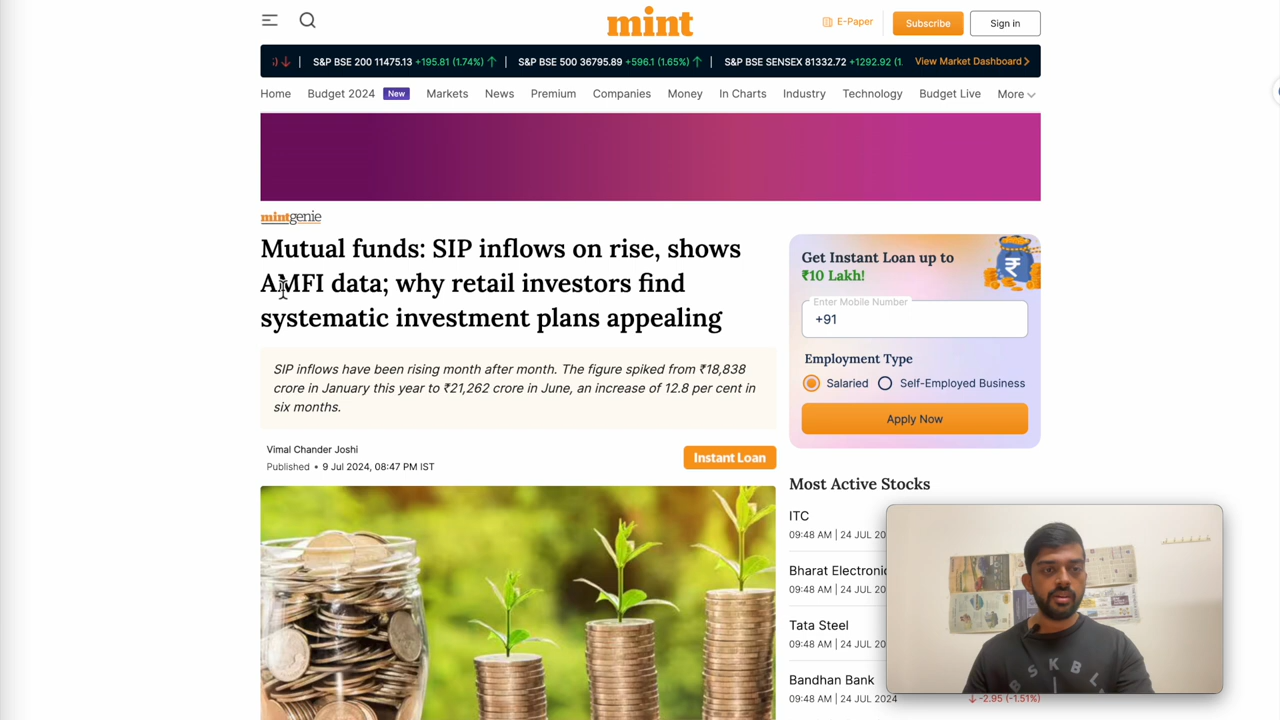 mint
E-Paper
Subscribe
Sign in
S&P BSE 200 11475.13 +195.81 (1.74%)
S&P BSE 500 36795.89 +596.1 (1.65%)
S&P BSE SENSEX 81332.72 +1292.92 (1.
View Market Dashboard
Home
Budget 2024
New
Markets
News
Premium
Companies
Money
In Charts
Industry
Technology
Budget Live
More
mintgenie
Mutual funds: SIP inflows on rise, shows
AMFI data; why retail investors find
systematic investment plans appealing
SIP inflows have been rising month after month. The figure spiked from ₹18,838
crore in January this year to ₹21,262 crore in June, an increase of 12.8 per cent in
six months.
Vimal Chander Joshi
Published • 9 Jul 2024, 08:47 PM IST
Instant Loan
Get Instant Loan up to
₹10 Lakh!
Enter Mobile Number
+91
Employment Type
Salaried
Self-Employed Business
Apply Now
Most Active Stocks
ITC
09:48 AM | 24 JUL 20
Bharat Electronic
09:48 AM | 24 JUL 20
Tata Steel
09:48 AM | 24 JUL 20
Bandhan Bank
09:48 AM | 24 JUL 2024
-2.95 (-1.51%)